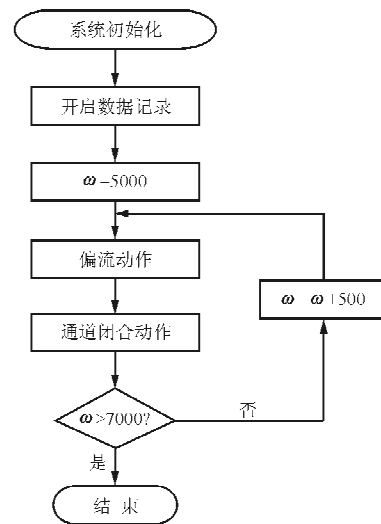 系统初始化
开启数据记录
ω=5000
偏流动作
ω ω+500
通道闭合动作
ω>7000?
否
是
结 束